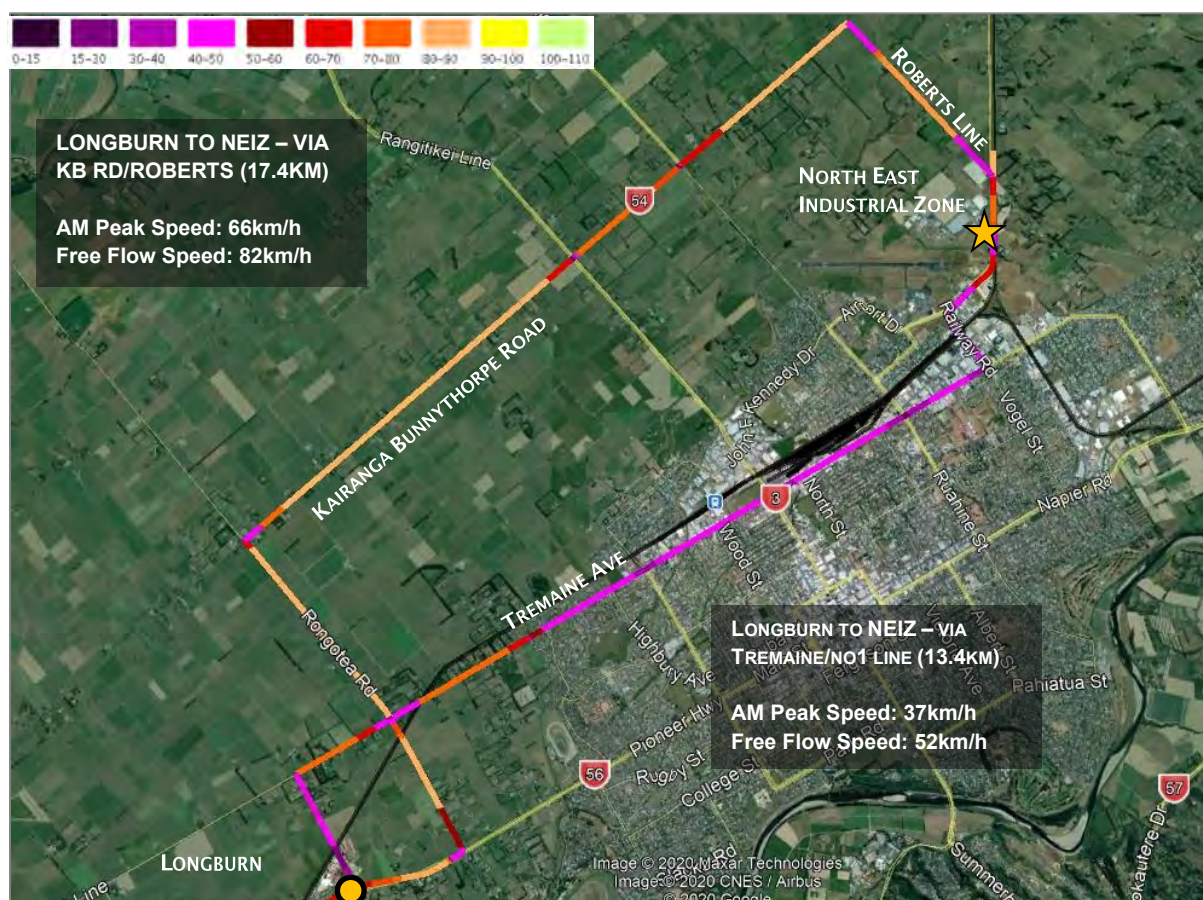 0-15 15-30 30-40 40-50 50-60 60-70 70-80 80-90 90-100 100-110
LONGBURN TO NEIZ – VIA
KB RD/ROBERTS (17.4KM)
AM Peak Speed: 66km/h
Free Flow Speed: 82km/h
Rangitikei Line
ROBERTS LINE
54
NORTH EAST
INDUSTRIAL ZONE
Airport Dr
Railway Rd
KAIRANGA BUNNYTHORPE ROAD
John F Kennedy Dr
Vogel St
3
North St
Ruahine St
Napier Rd
Wood St
TREMAINE AVE
Rongotea Rd
Highbury Ave
LONGBURN TO NEIZ – VIA
TREMAINE/NO1 LINE (13.4KM)
AM Peak Speed: 37km/h
Free Flow Speed: 52km/h
Albert St
Pahiatua St
Pioneer Hwy
Rugby St
College St
56
57
LONGBURN
Line
Image © 2020 Maxar Technologies
Image © 2020 CNES / Airbus
© 2020 Google